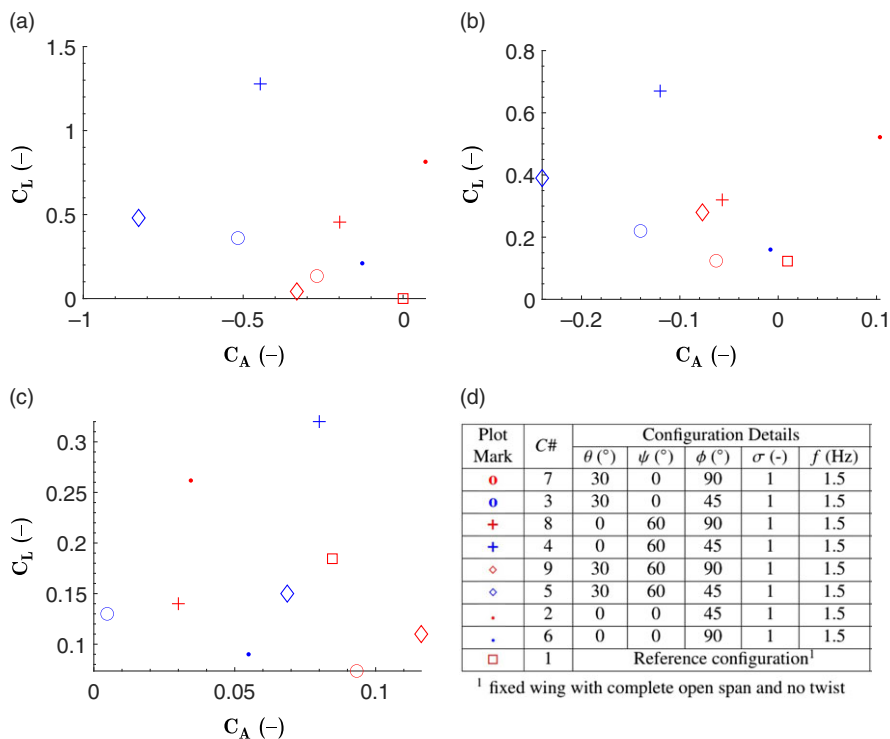 (a)
1.5
1
0.5
0
C_L (–)
–1
–0.5
0
C_A (–)
(b)
0.8
0.6
0.4
0.2
0
C_L (–)
–0.2
–0.1
0
0.1
C_A (–)
(c)
0.3
0.25
0.2
0.15
0.1
C_L (–)
0
0.05
0.1
C_A (–)
(d)
Plot Mark C# Configuration Details
θ (°) ψ (°) ϕ (°) σ (-) f (Hz)
7 30 0 90 1 1.5
3 30 0 45 1 1.5
8 0 60 90 1 1.5
4 0 60 45 1 1.5
9 30 60 90 1 1.5
5 30 60 45 1 1.5
2 0 0 45 1 1.5
6 0 0 90 1 1.5
1 Reference configuration¹
¹ fixed wing with complete open span and no twist